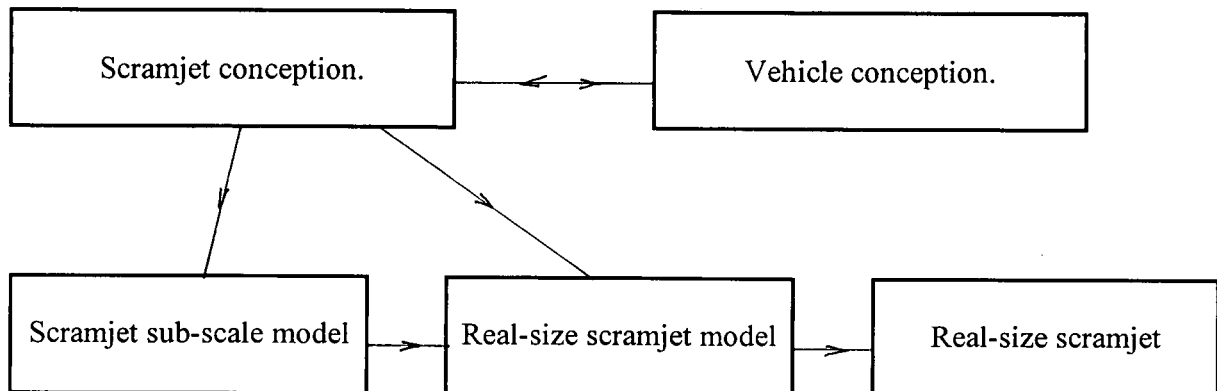 Scramjet conception.
Vehicle conception.
Scramjet sub-scale model
Real-size scramjet model
Real-size scramjet